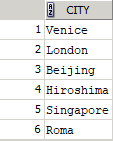 CITY
1 Venice
2 London
3 Beijing
4 Hiroshima
5 Singapore
6 Roma